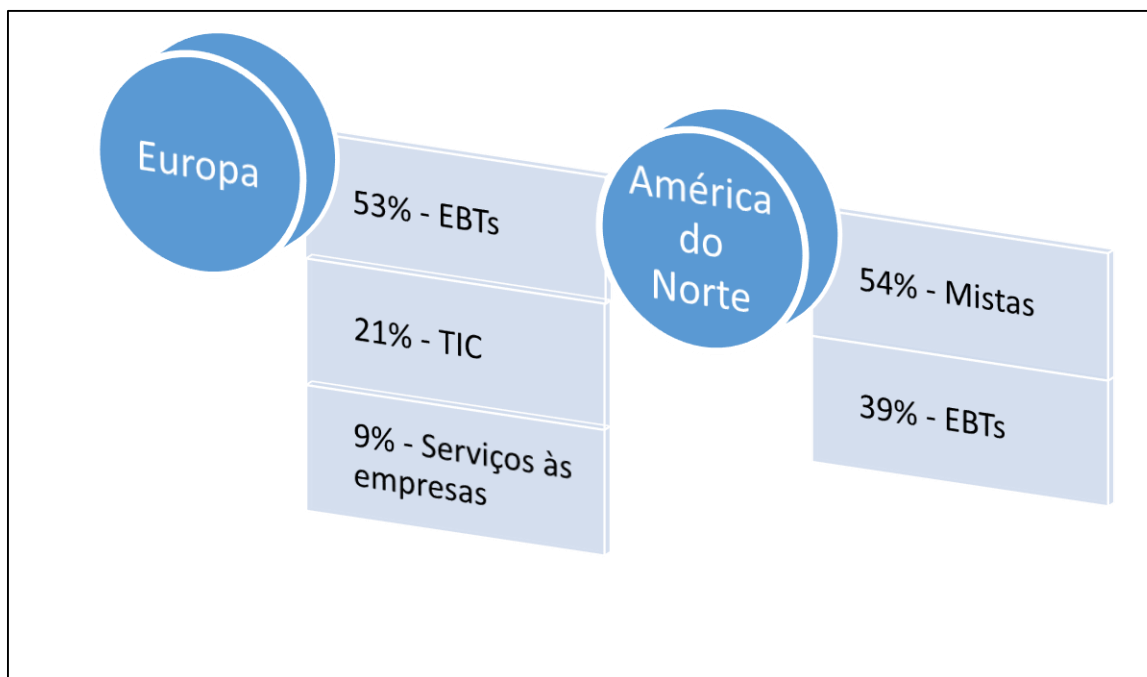 Europa
53% - EBTs
21% - TIC
9% - Serviços às
empresas
América
do
Norte
54% - Mistas
39% - EBTs